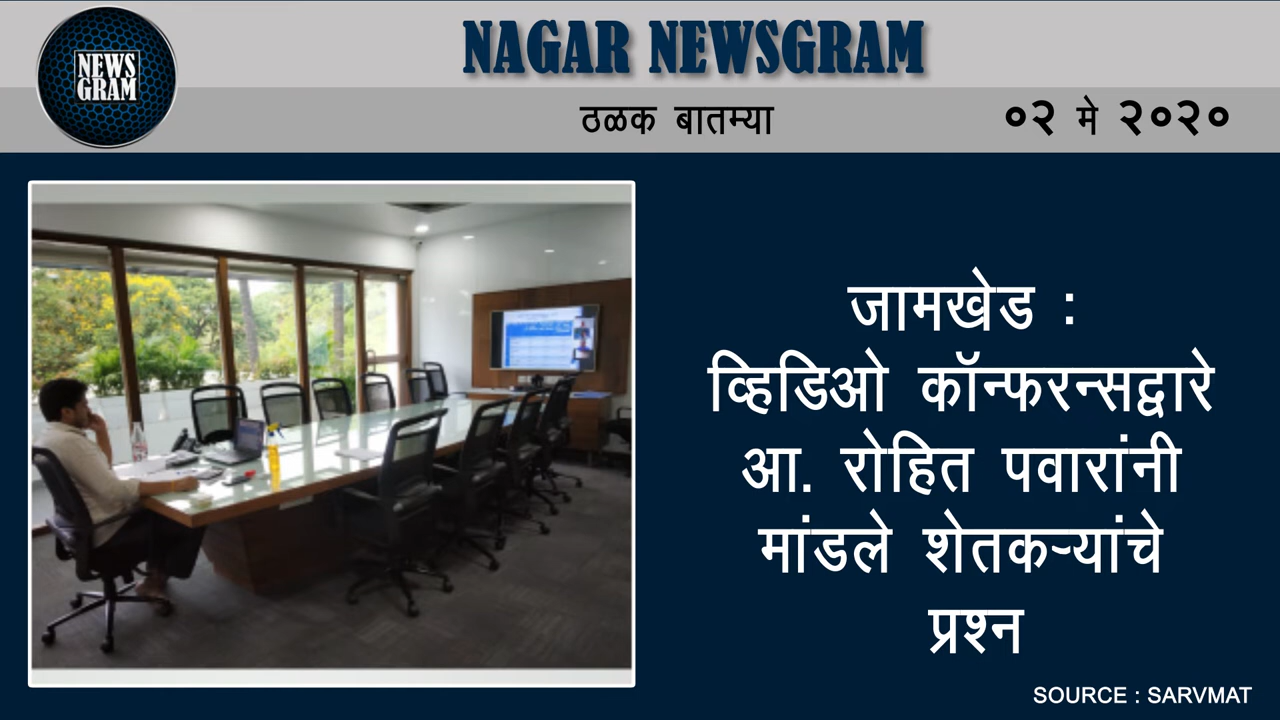 NEWS
GRAM
NAGAR NEWSGRAM
ठळक बातम्या
०२ मे २०२०
जामखेड :
व्हिडिओ कॉन्फरन्सद्वारे
आ. रोहित पवारांनी
मांडले शेतकऱ्यांचे
प्रश्न
SOURCE : SARVMAT